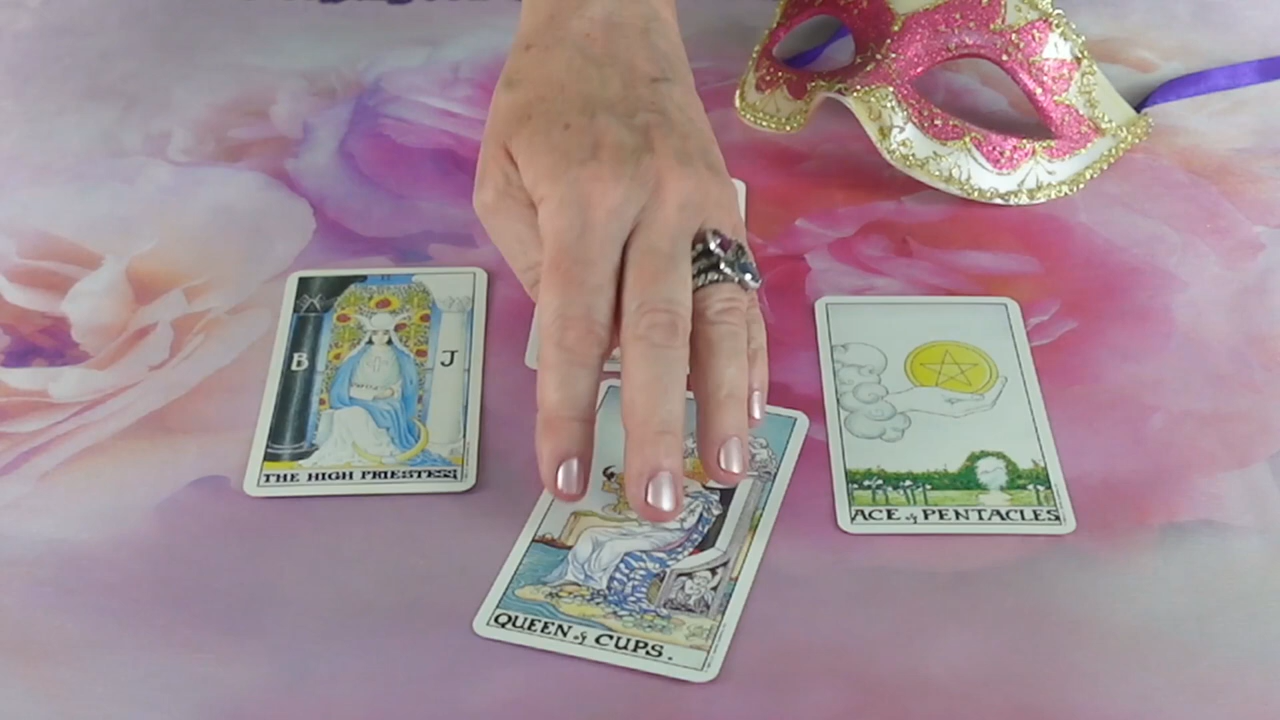 B J
THE HIGH PRIESTESS
ACE of PENTACLES
QUEEN of CUPS.